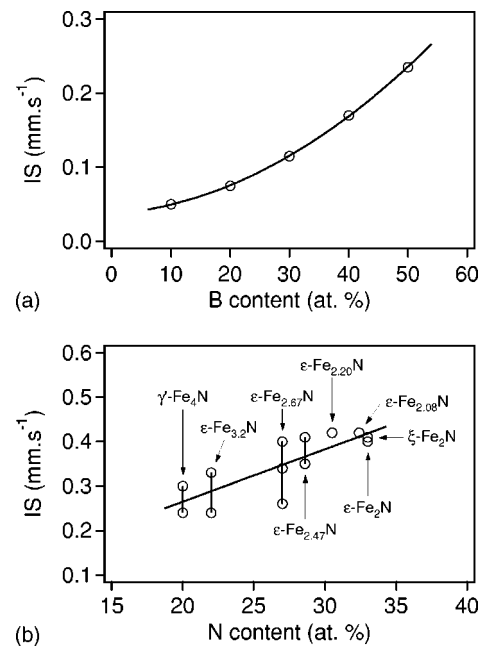 0.3
0.2
0.1
0.0
IS (mm.s⁻¹)
0 10 20 30 40 50 60
B content (at. %)
(a)
0.6
0.5
0.4
0.3
0.2
0.1
IS (mm.s⁻¹)
ε-Fe2.20N
γ'-Fe4N
ε-Fe2.67N
ε-Fe2.08N
ε-Fe3.2N
ξ-Fe2N
ε-Fe2.47N
ε-Fe2N
15 20 25 30 35 40
N content (at. %)
(b)